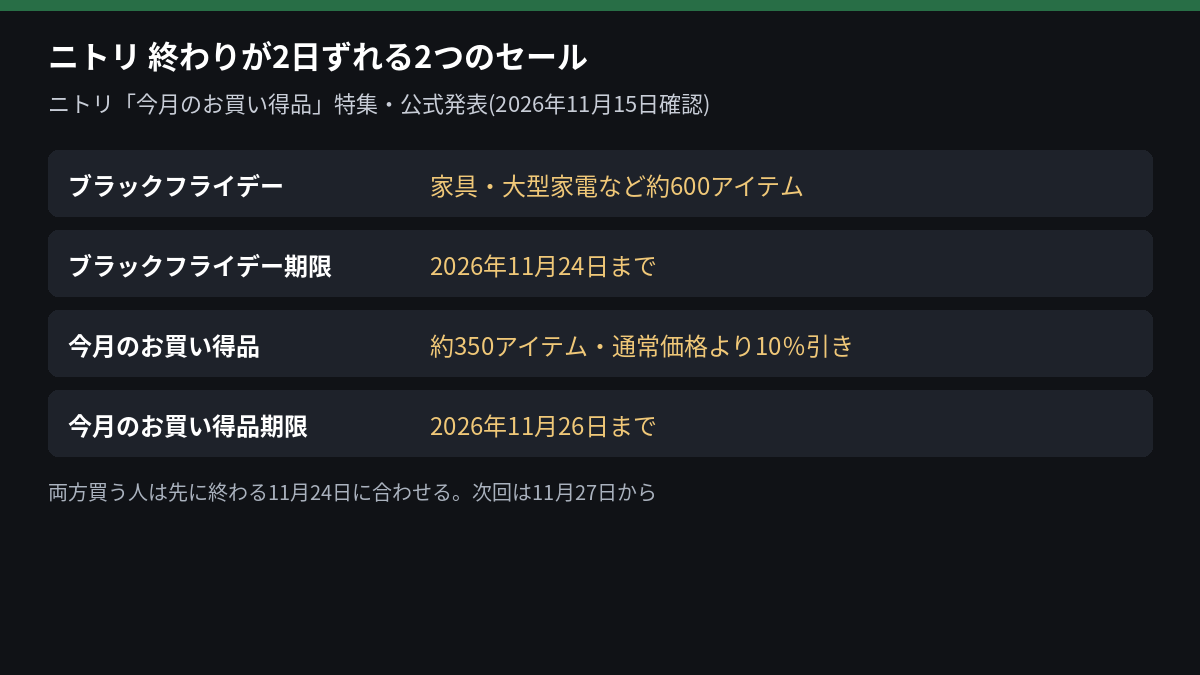 ニトリ 終わりが2日ずれる2つのセール
ニトリ「今月のお買い得品」特集・公式発表(2026年11月15日確認)
ブラックフライデー 家具・大型家電など約600アイテム
ブラックフライデー期限 2026年11月24日まで
今月のお買い得品 約350アイテム・通常価格より10%引き
今月のお買い得品期限 2026年11月26日まで
両方買う人は先に終わる11月24日に合わせる。次回は11月27日から